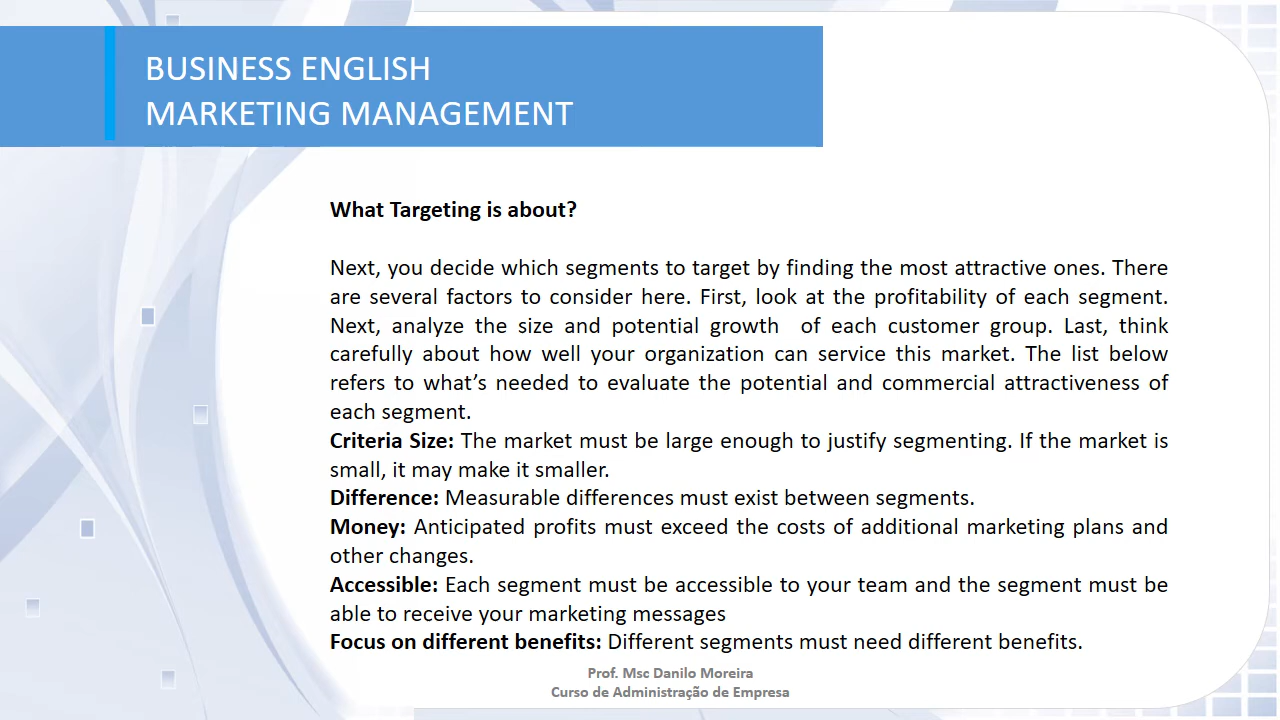 BUSINESS ENGLISH
MARKETING MANAGEMENT
What Targeting is about?
Next, you decide which segments to target by finding the most attractive ones. There
are several factors to consider here. First, look at the profitability of each segment.
Next, analyze the size and potential growth  of each customer group. Last, think
carefully about how well your organization can service this market. The list below
refers to what’s needed to evaluate the potential and commercial attractiveness of
each segment.
Criteria Size: The market must be large enough to justify segmenting. If the market is
small, it may make it smaller.
Difference: Measurable differences must exist between segments.
Money: Anticipated profits must exceed the costs of additional marketing plans and
other changes.
Accessible: Each segment must be accessible to your team and the segment must be
able to receive your marketing messages
Focus on different benefits: Different segments must need different benefits.
Prof. Msc Danilo Moreira
Curso de Administração de Empresa